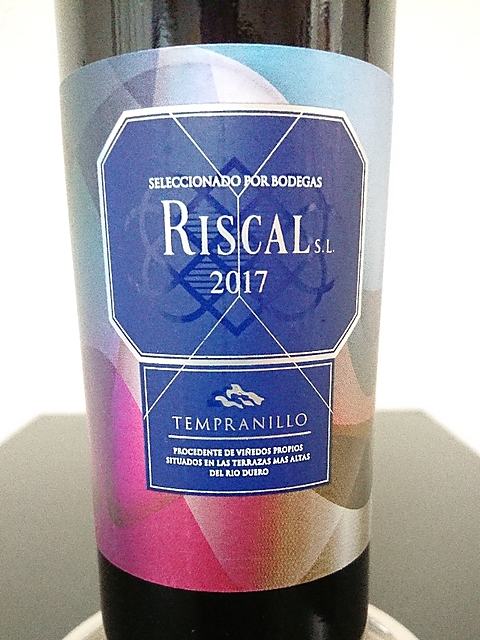 SELECCIONADO POR BODEGAS
RISCAL S.L.
2017
TEMPRANILLO
PROCEDENTE DE VIÑEDOS PROPIOS
SITUADOS EN LAS TERRAZAS MAS ALTAS
DEL RIO DUERO